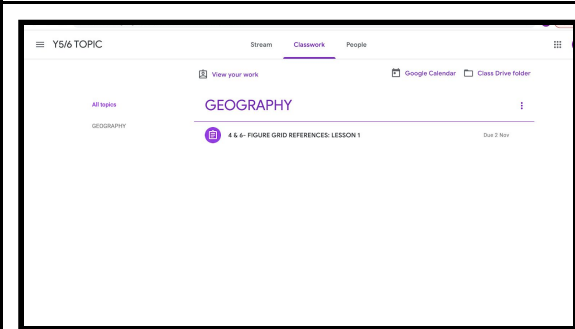 Y5/6 TOPIC
Stream Classwork People
View your work
Google Calendar Class Drive folder
All topics
GEOGRAPHY
GEOGRAPHY
4 & 6- FIGURE GRID REFERENCES: LESSON 1
Due 2 Nov